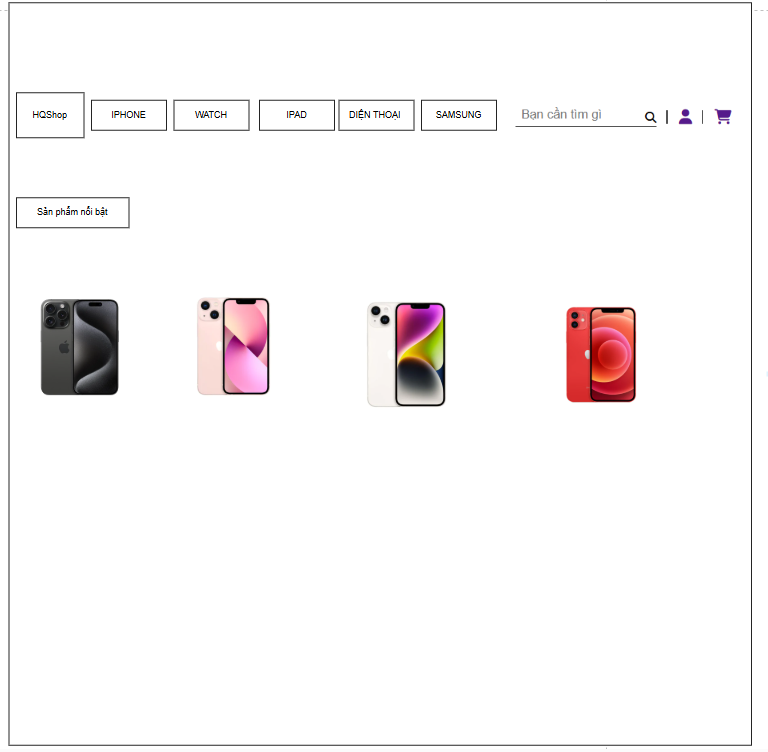 HQShop
IPHONE
WATCH
IPAD
DIỆN THOẠI
SAMSUNG
Bạn cần tìm gì
Sản phẩm nổi bật